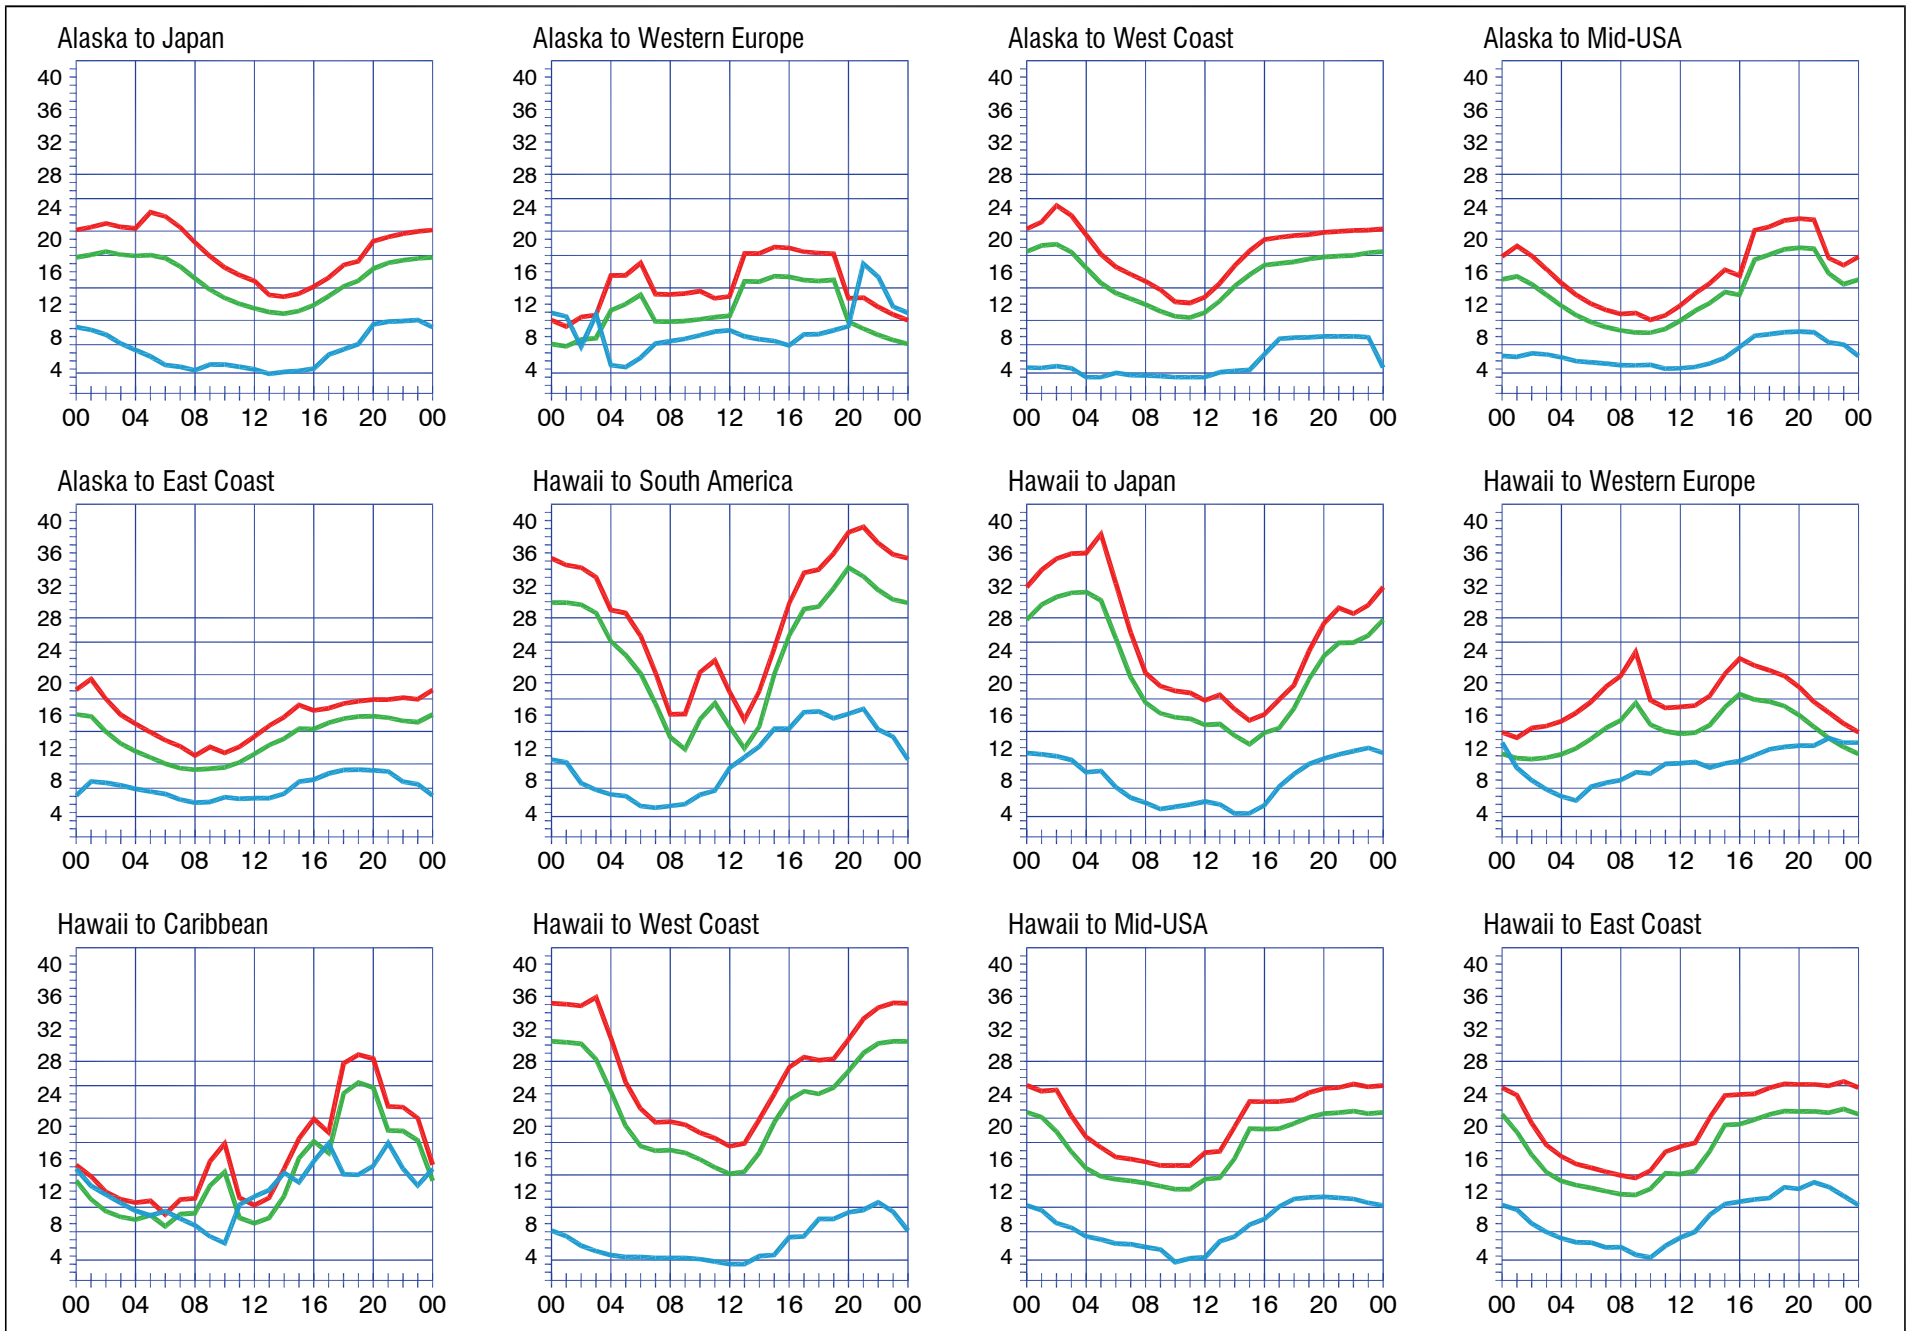 Alaska to Japan Alaska to Western Europe Alaska to West Coast Alaska to Mid-USA
40 40 40 40
36 36 36 36
32 32 32 32
28 28 28 28
24 24 24 24
20 20 20 20
16 16 16 16
12 12 12 12
8 8 8 8
4 4 4 4
00 04 08 12 16 20 00 00 04 08 12 16 20 00 00 04 08 12 16 20 00 00 04 08 12 16 20 00
Alaska to East Coast Hawaii to South America Hawaii to Japan Hawaii to Western Europe
40 40 40 40
36 36 36 36
32 32 32 32
28 28 28 28
24 24 24 24
20 20 20 20
16 16 16 16
12 12 12 12
8 8 8 8
4 4 4 4
00 04 08 12 16 20 00 00 04 08 12 16 20 00 00 04 08 12 16 20 00 00 04 08 12 16 20 00
Hawaii to Caribbean Hawaii to West Coast Hawaii to Mid-USA Hawaii to East Coast
40 40 40 40
36 36 36 36
32 32 32 32
28 28 28 28
24 24 24 24
20 20 20 20
16 16 16 16
12 12 12 12
8 8 8 8
4 4 4 4
00 04 08 12 16 20 00 00 04 08 12 16 20 00 00 04 08 12 16 20 00 00 04 08 12 16 20 00